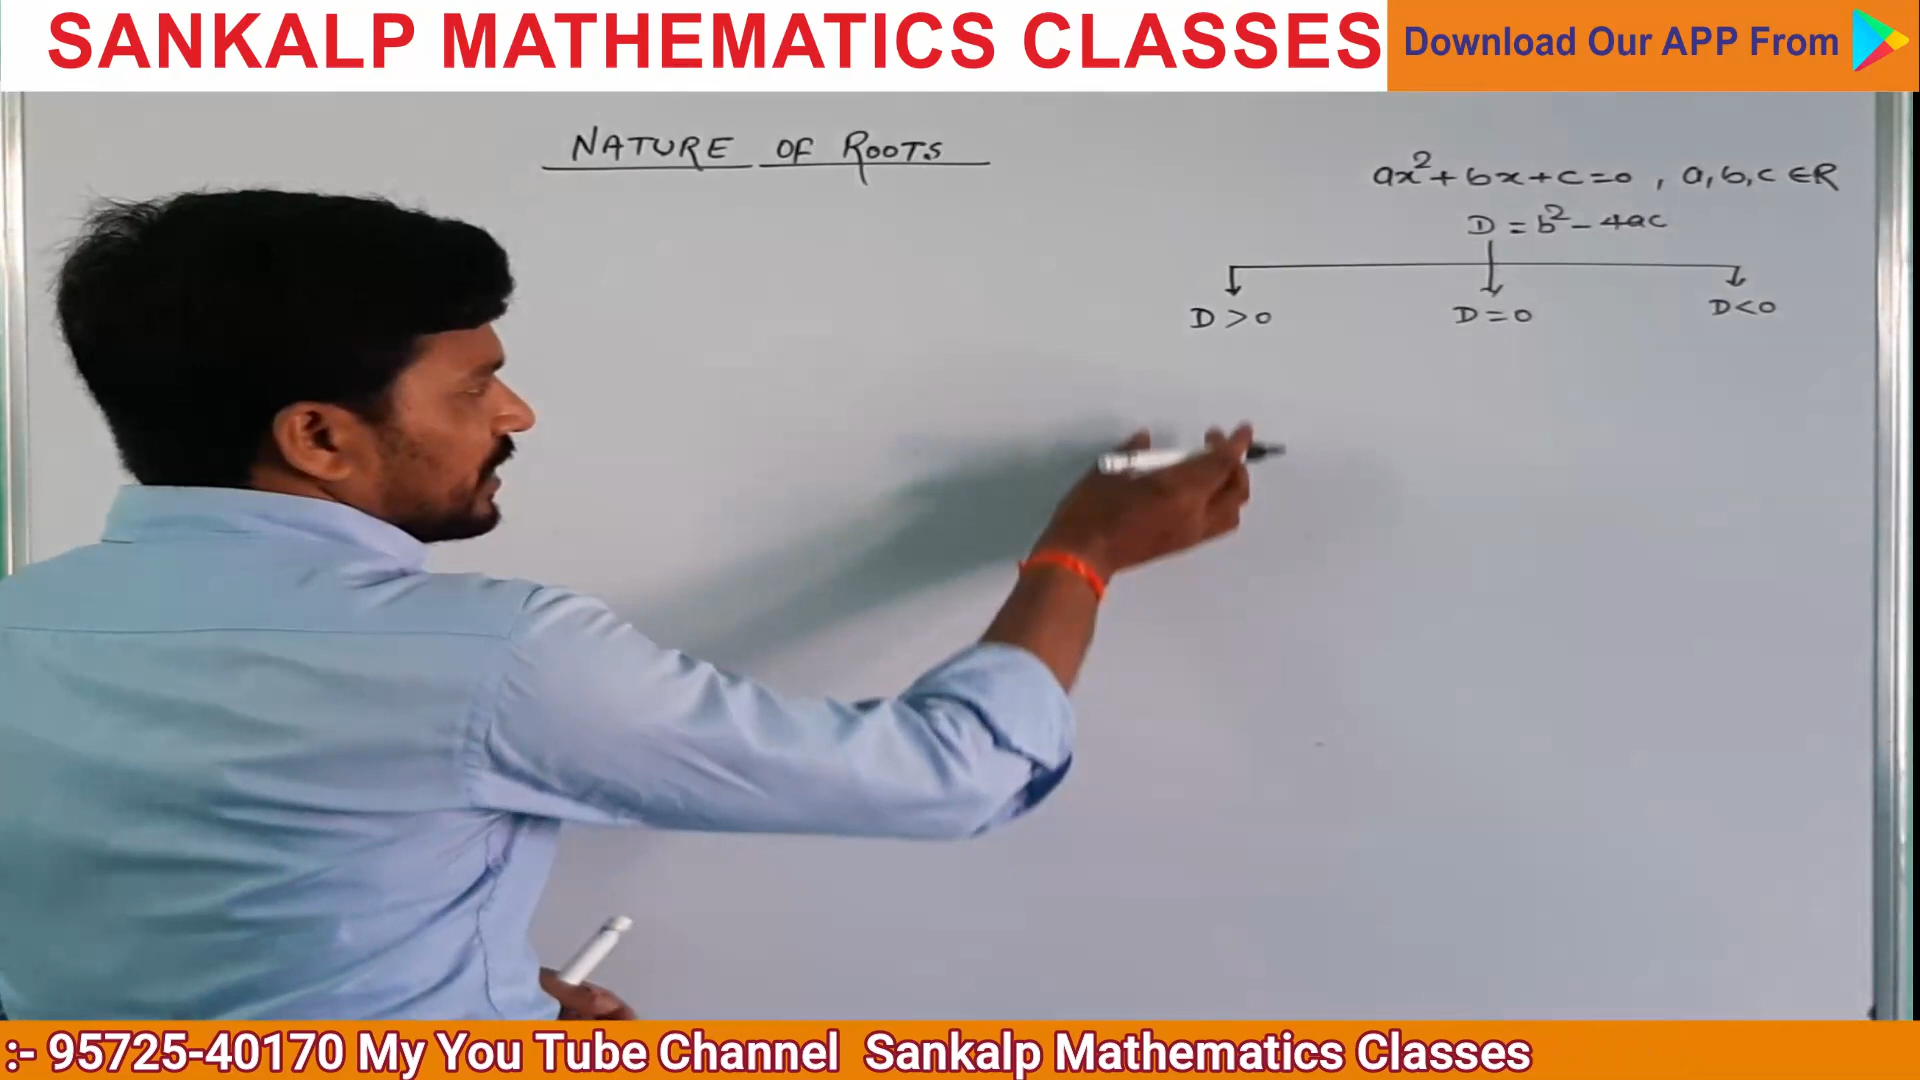 SANKALP MATHEMATICS CLASSES
Download Our APP From
NATURE OF ROOTS
ax²+bx+c=0, a,b,c∈R
D = b²-4ac
D>0 D=0 D<0
:- 95725-40170 My You Tube Channel Sankalp Mathematics Classes